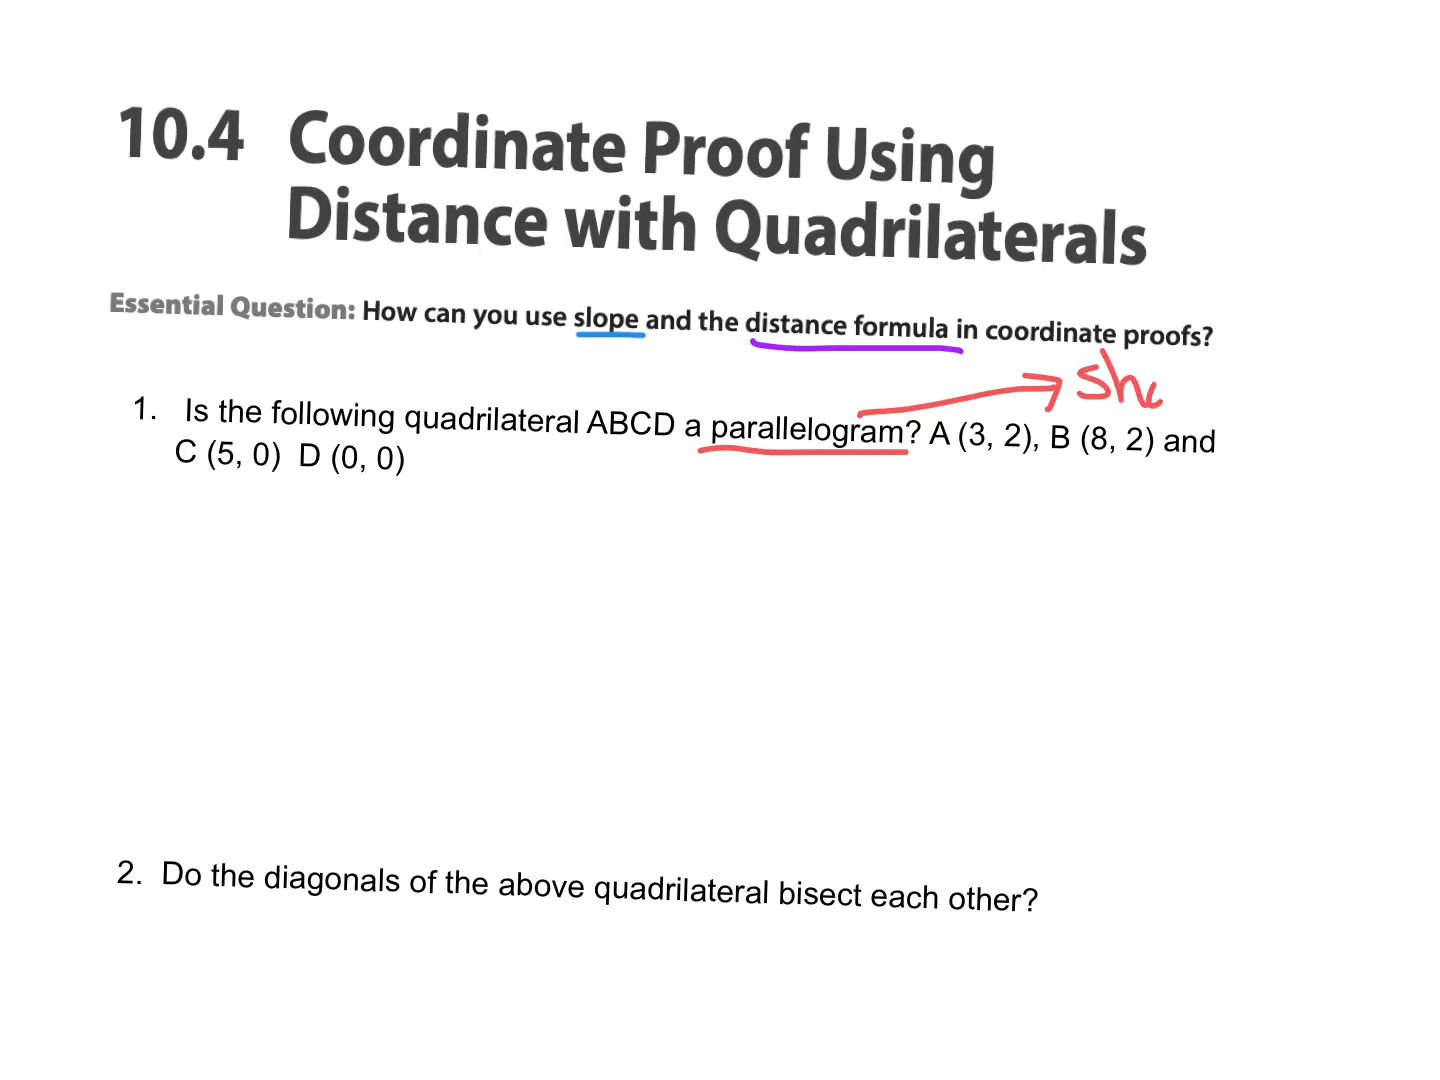 10.4 Coordinate Proof Using
Distance with Quadrilaterals
Essential Question: How can you use slope and the distance formula in coordinate proofs?
1. Is the following quadrilateral ABCD a parallelogram? A (3, 2), B (8, 2) and
C (5, 0) D (0, 0)
2. Do the diagonals of the above quadrilateral bisect each other?